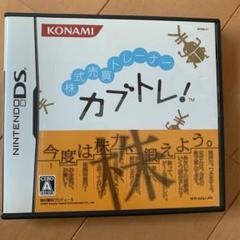 NINTENDO DS
KONAMI
株式売買トレーナー
カブトレ!™
今度は株力、鍛えよう。
株
CERO
A